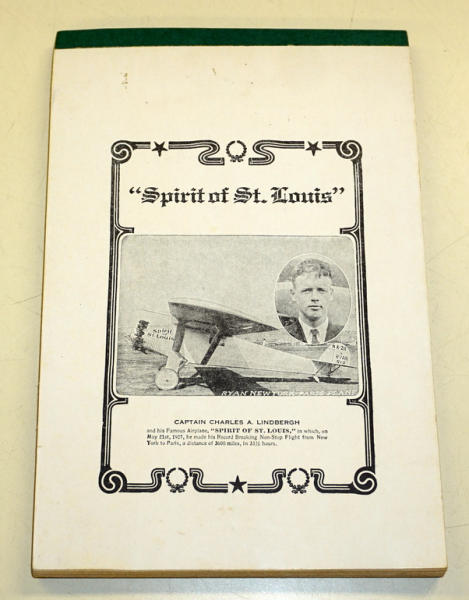 "Spirit of St. Louis"
Spirit
St. Louis
N-X-211
RYAN
NYP
RYAN NEW YORK-PARIS PLANE
CAPTAIN CHARLES A. LINDBERGH
and his Famous Airplane, "SPIRIT OF ST. LOUIS," in which, on
May 21st, 1927, he made his Record Breaking Non-Stop Flight from New
York to Paris, a distance of 3600 miles, in 33½ hours.